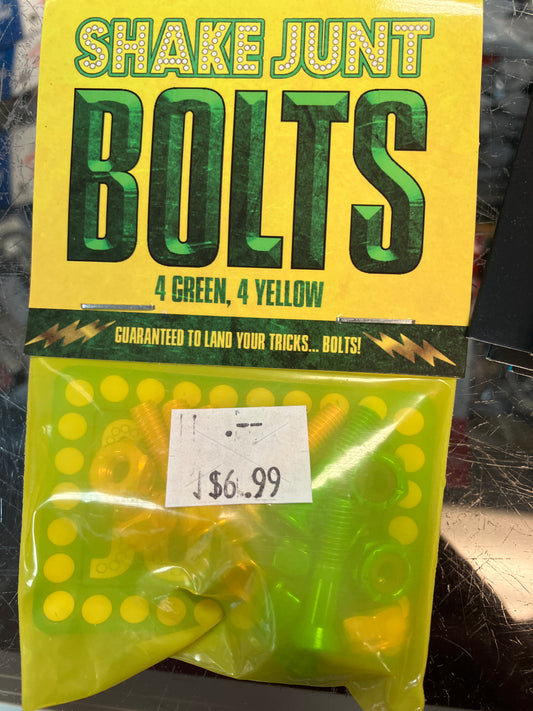 SHAKE JUNT
BOLTS
4 GREEN, 4 YELLOW
GUARANTEED TO LAND YOUR TRICKS... BOLTS!
$6.99